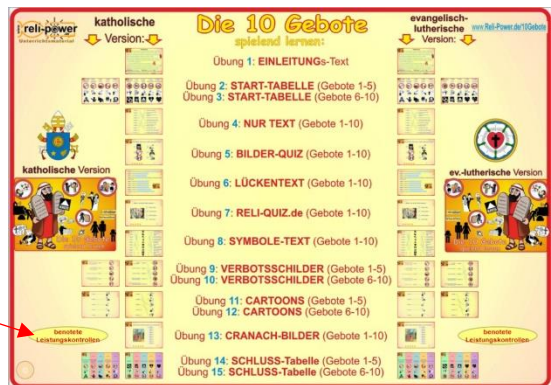 reli-power
Unterrichtsmaterial
katholische
Version:
Die 10 Gebote
spielend lernen:
evangelisch-
lutherische
Version:
www.Reli-Power.de/10Gebote
Übung 1: EINLEITUNGs-Text
Übung 2: START-TABELLE (Gebote 1-5)
Übung 3: START-TABELLE (Gebote 6-10)
Übung 4: NUR TEXT (Gebote 1-10)
Übung 5: BILDER-QUIZ (Gebote 1-10)
katholische Version
ev.-lutherische Version
Übung 6: LÜCKENTEXT (Gebote 1-10)
Übung 7: RELI-QUIZ.de (Gebote 1-10)
Übung 8: SYMBOLE-TEXT (Gebote 1-10)
Die 10 Gebote
Die 10 Gebote
Übung 9: VERBOTSSCHILDER (Gebote 1-5)
Übung 10: VERBOTSSCHILDER (Gebote 6-10)
Übung 11: CARTOONS (Gebote 1-5)
Übung 12: CARTOONS (Gebote 6-10)
benotete
Leistungskontrollen
Übung 13: CRANACH-BILDER (Gebote 1-10)
benotete
Leistungskontrollen
Übung 14: SCHLUSS-Tabelle (Gebote 1-5)
Übung 15: SCHLUSS-Tabelle (Gebote 6-10)